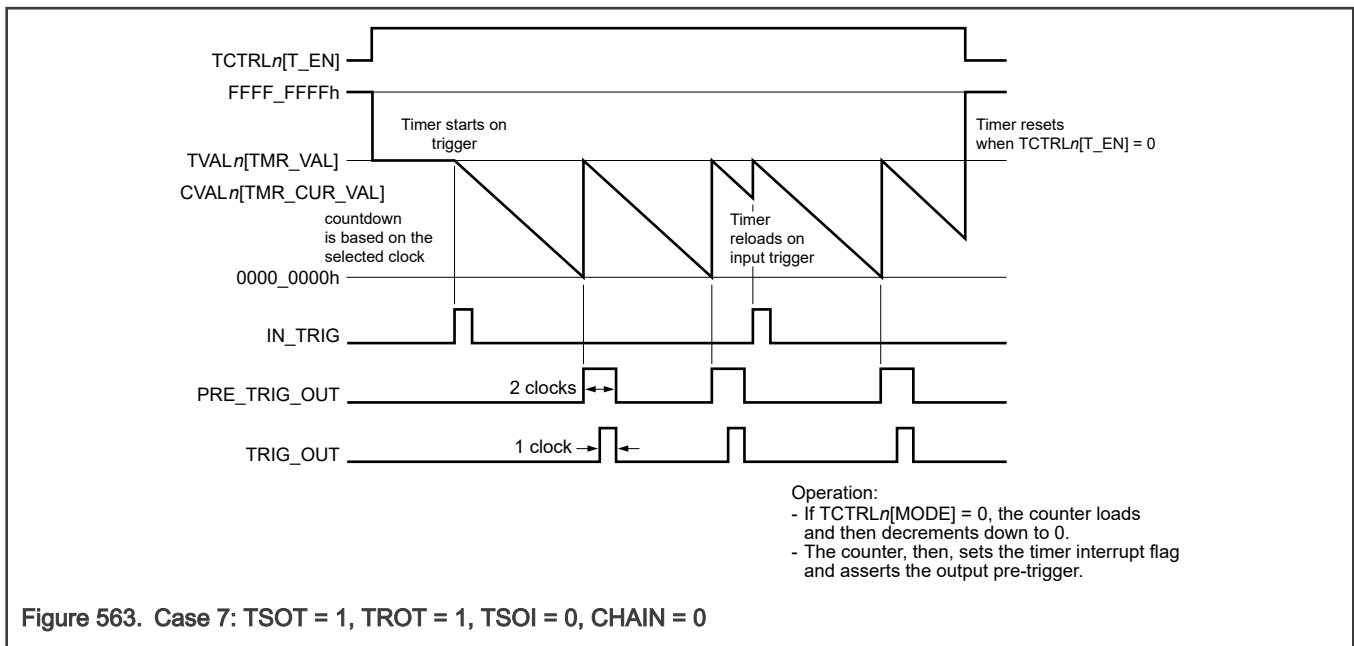 TCTRLn[T_EN]
FFFF_FFFFh
Timer starts on
trigger
Timer resets
when TCTRLn[T_EN] = 0
TVALn[TMR_VAL]
CVALn[TMR_CUR_VAL]
countdown
is based on the
selected clock
Timer
reloads on
input trigger
0000_0000h
IN_TRIG
PRE_TRIG_OUT
2 clocks
TRIG_OUT
1 clock
Operation:
- If TCTRLn[MODE] = 0, the counter loads
and then decrements down to 0.
- The counter, then, sets the timer interrupt flag
and asserts the output pre-trigger.
Figure 563. Case 7: TSOT = 1, TROT = 1, TSOI = 0, CHAIN = 0